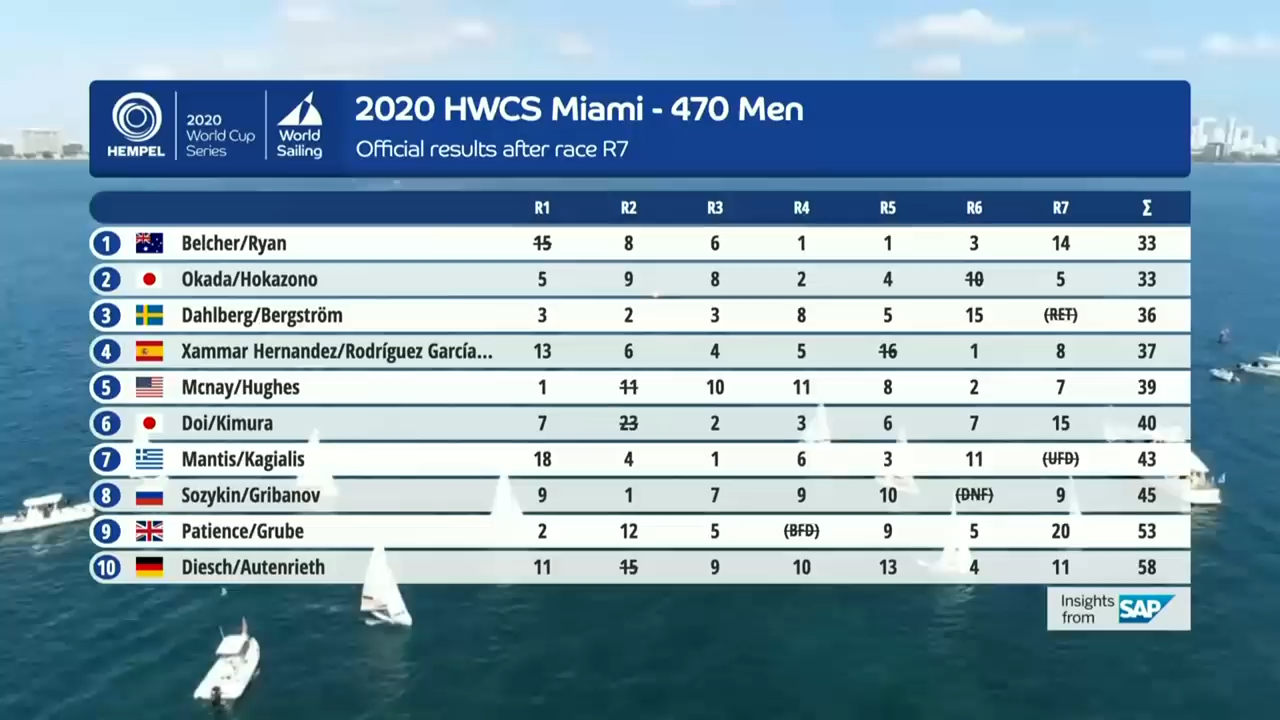 HEMPEL
2020
World Cup
Series
World
Sailing
2020 HWCS Miami - 470 Men
Official results after race R7
R1 R2 R3 R4 R5 R6 R7 Σ
1 Belcher/Ryan 15 8 6 1 1 3 14 33
2 Okada/Hokazono 5 9 8 2 4 10 5 33
3 Dahlberg/Bergström 3 2 3 8 5 15 (RET) 36
4 Xammar Hernandez/Rodríguez García... 13 6 4 5 16 1 8 37
5 Mcnay/Hughes 1 11 10 11 8 2 7 39
6 Doi/Kimura 7 23 2 3 6 7 15 40
7 Mantis/Kagialis 18 4 1 6 3 11 (UFD) 43
8 Sozykin/Gribanov 9 1 7 9 10 (DNF) 9 45
9 Patience/Grube 2 12 5 (BFD) 9 5 20 53
10 Diesch/Autenrieth 11 15 9 10 13 4 11 58
Insights
from SAP